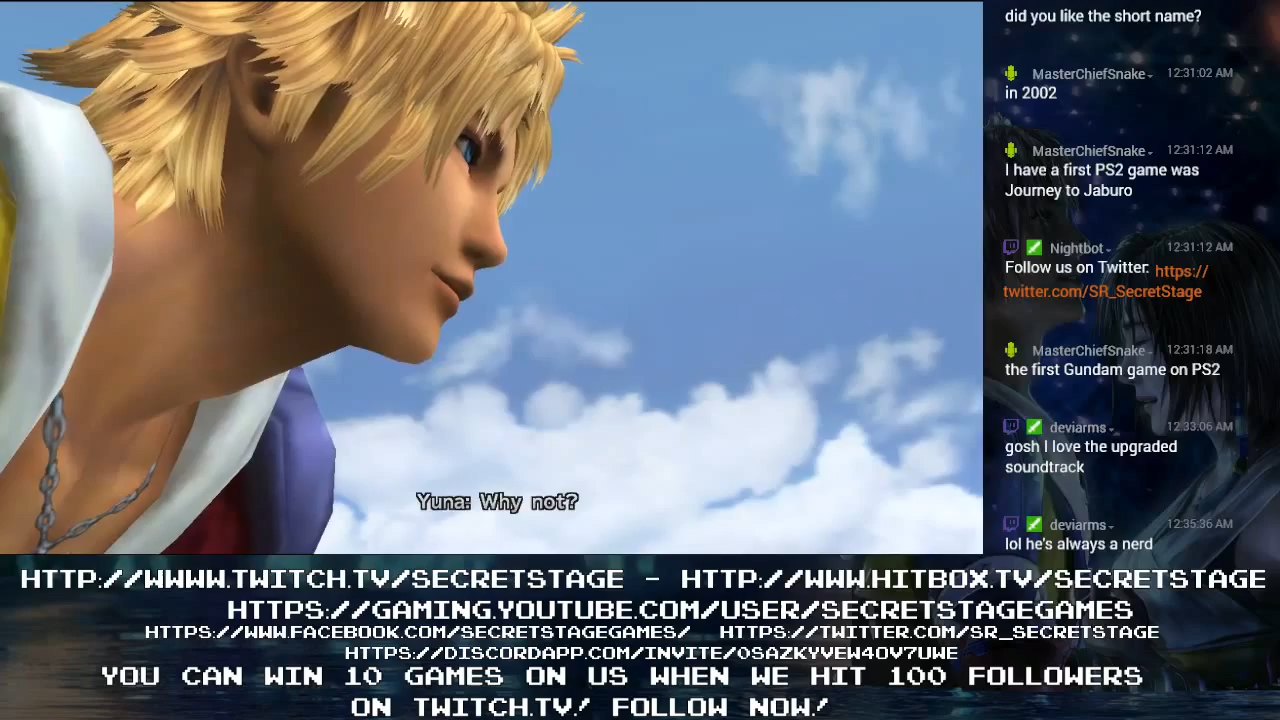 did you like the short name?
MasterChiefSnake 12:31:02 AM
in 2002
MasterChiefSnake 12:31:12 AM
I have a first PS2 game was
Journey to Jaburo
Nightbot 12:31:12 AM
Follow us on Twitter: https://
twitter.com/SR_SecretStage
MasterChiefSnake 12:31:18 AM
the first Gundam game on PS2
deviarms 12:33:06 AM
gosh I love the upgraded
soundtrack
deviarms 12:35:36 AM
lol he's always a nerd
Yuna: Why not?
HTTP://WWWW.TWITCH.TV/SECRETSTAGE - HTTP://WWW.HITBOX.TV/SECRETSTAGE
HTTPS://GAMING.YOUTUBE.COM/USER/SECRETSTAGEGAMES
HTTPS://WWW.FACEBOOK.COM/SECRETSTAGEGAMES/ HTTPS://TWITTER.COM/SR_SECRETSTAGE
HTTPS://DISCORDAPP.COM/INVITE/0SAZKYVEW4OV7UWE
YOU CAN WIN 10 GAMES ON US WHEN WE HIT 100 FOLLOWERS
ON TWITCH.TV! FOLLOW NOW!